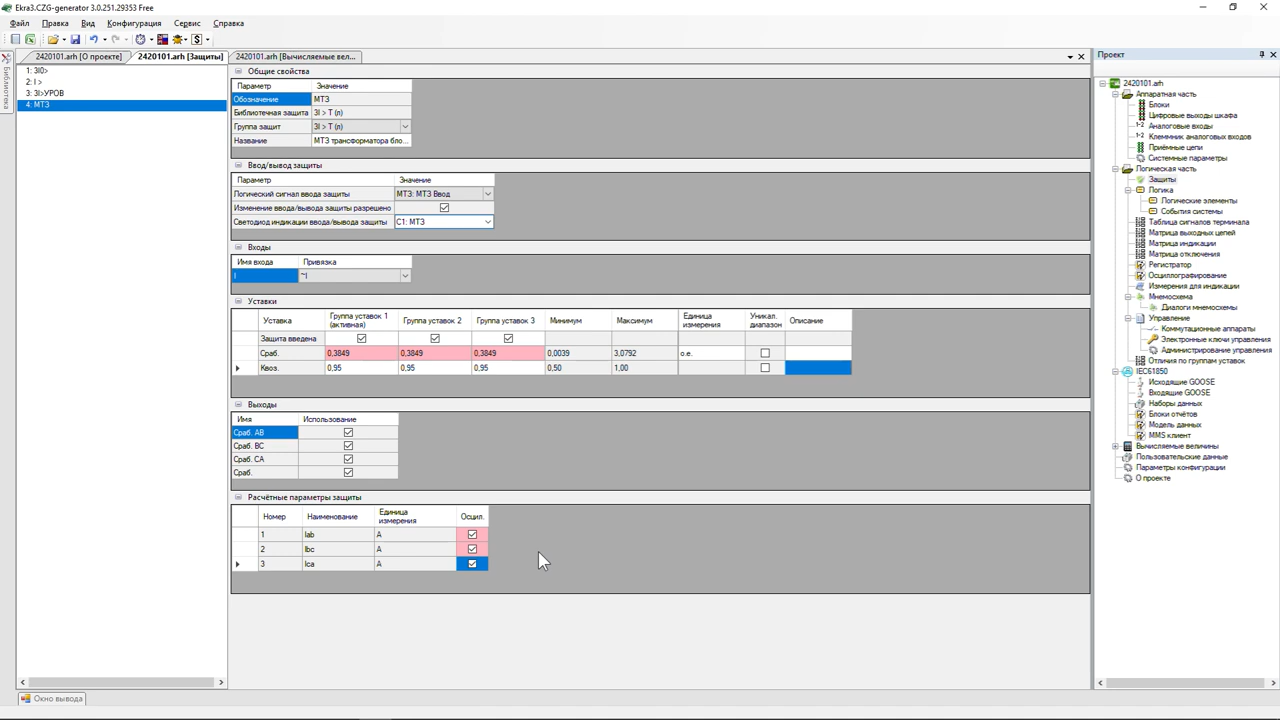 Ekra3.CZG-generator 3.0.251.29353 Free
Файл Правка Вид Конфигурация Сервис Справка
2420101.arh [О проекте] 2420101.arh [Защиты] 2420101.arh [Вычисляемые вел...
Библиотека
1: 3I0>
2: I >
3: 3I>УРОВ
4: МТЗ
Общие свойства
Параметр Значение
Обозначение МТЗ
Библиотечная защита 3I > T (л)
Группа защит 3I > T (л)
Название МТЗ трансформатора бло...
Ввод/вывод защиты
Параметр Значение
Логический сигнал ввода защиты МТЗ: МТЗ Ввод
Изменение ввода/вывода защиты разрешено
Светодиод индикации ввода/вывода защиты C1: МТЗ
Входы
Имя входа Привязка
I ~I
Уставки
Уставка Группа уставок 1 (активная) Группа уставок 2 Группа уставок 3 Минимум Максимум Единица измерения Уникал. диапазон Описание
Защита введена
Сраб. 0,3849 0,3849 0,3849 0,0039 3,0792 о.е.
Квоз. 0,95 0,95 0,95 0,50 1,00
Выходы
Имя Использование
Сраб. AB
Сраб. BC
Сраб. CA
Сраб.
Расчётные параметры защиты
Номер Наименование Единица измерения Осцил.
1 Iab A
2 Ibc A
3 Ica A
Окно вывода
Проект
2420101.arh
Аппаратная часть
Блоки
Цифровые выходы шкафа
Аналоговые входы
Клеммник аналоговых входов
Приёмные цепи
Системные параметры
Логическая часть
Защиты
Логика
Логические элементы
События системы
Таблица сигналов терминала
Матрица выходных цепей
Матрица индикации
Матрица отключения
Регистратор
Осциллографирование
Измерения для индикации
Мнемосхема
Диалоги мнемосхемы
Управление
Коммутационные аппараты
Электронные ключи управления
Администрирование управления
Отличия по группам уставок
IEC61850
Исходящие GOOSE
Входящие GOOSE
Наборы данных
Блоки отчётов
Модель данных
MMS клиент
Вычисляемые величины
Пользовательские данные
Параметры конфигурации
О проекте